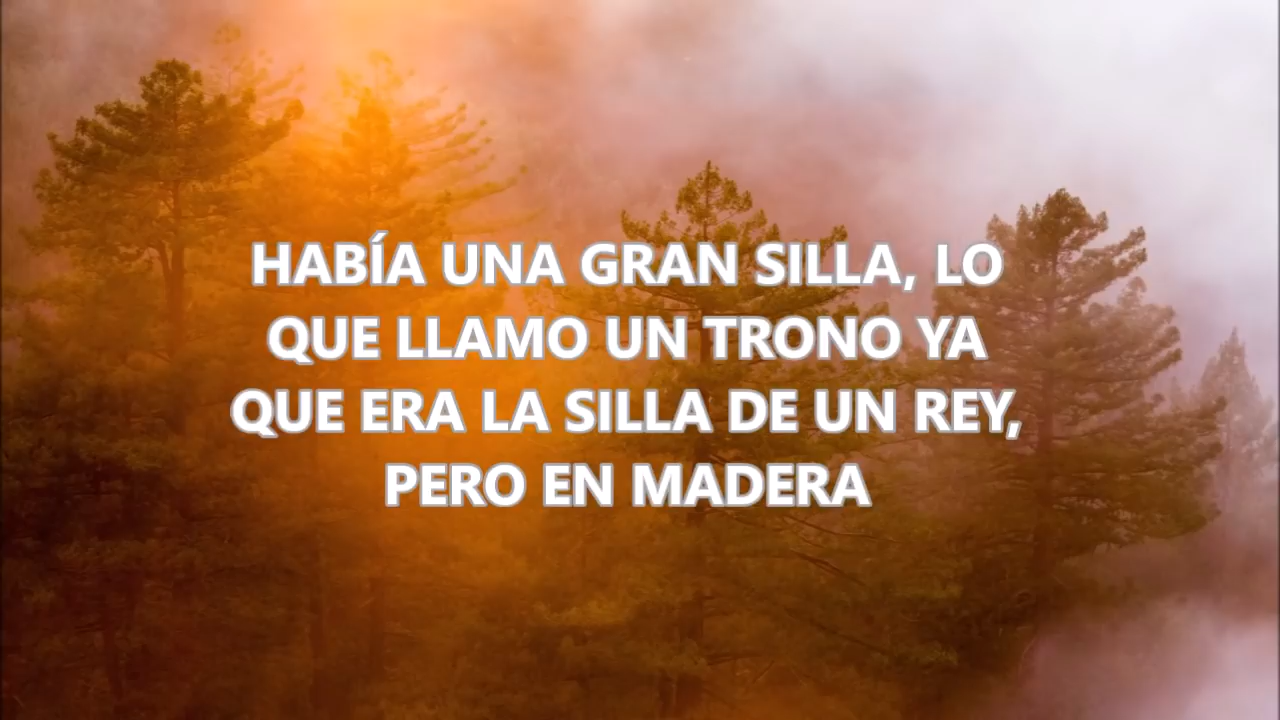 HABÍA UNA GRAN SILLA, LO
QUE LLAMO UN TRONO YA
QUE ERA LA SILLA DE UN REY,
PERO EN MADERA